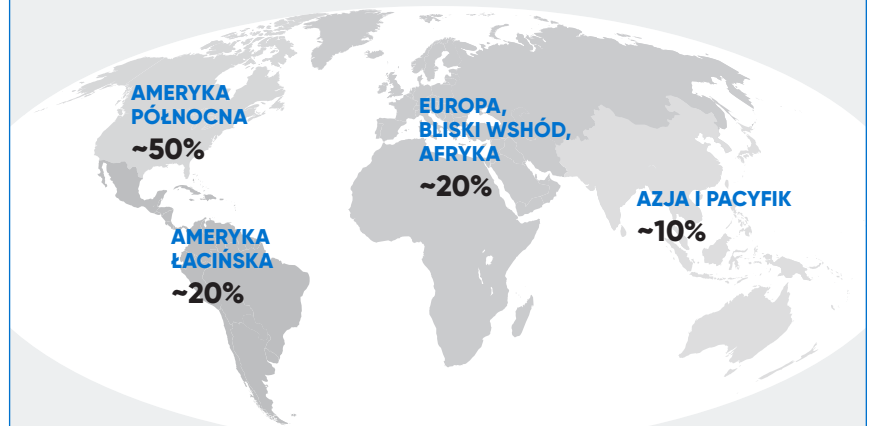 AMERYKA
PÓŁNOCNA
~50%
EUROPA,
BLISKI WSHÓD,
AFRYKA
~20%
AZJA I PACYFIK
~10%
AMERYKA
ŁACIŃSKA
~20%